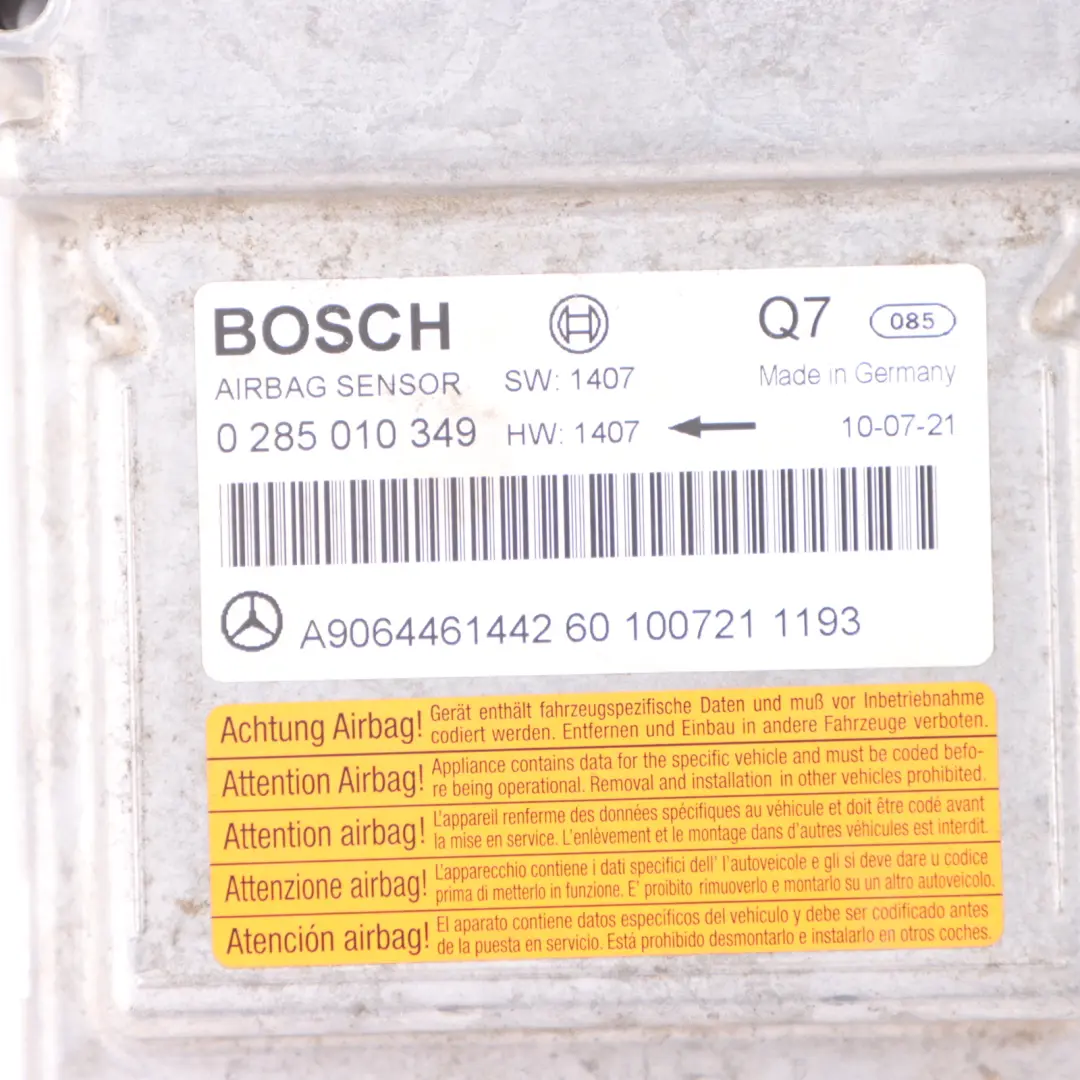 BOSCH Q7 085
AIRBAG SENSOR SW: 1407 Made in Germany
0 285 010 349 HW: 1407 10-07-21
A9064461442 60 100721 1193
Achtung Airbag! Gerät enthält fahrzeugspezifische Daten und muß vor Inbetriebnahme
codiert werden. Entfernen und Einbau in andere Fahrzeuge verboten.
Attention Airbag! Appliance contains data for the specific vehicle and must be coded befo-
re being operational. Removal and installation in other vehicles prohibited.
Attention airbag! L'appareil renferme des données spécifiques au véhicule et doit être codé avant
la mise en service. L'enlèvement et le montage dans d'autres véhicules est interdit.
Attenzione airbag! L'apparecchio contiene i dati specifici dell' l'autoveicole e gli si deve dare u codice
prima di metterlo in funzione. E' proibito rimuoverlo e montarlo su un altro autoveicolo.
Atención airbag! El aparato contiene datos específicos del vehículo y debe ser codificado antes
de la puesta en servicio. Está prohibido desmontarlo e instalarlo en otros coches.